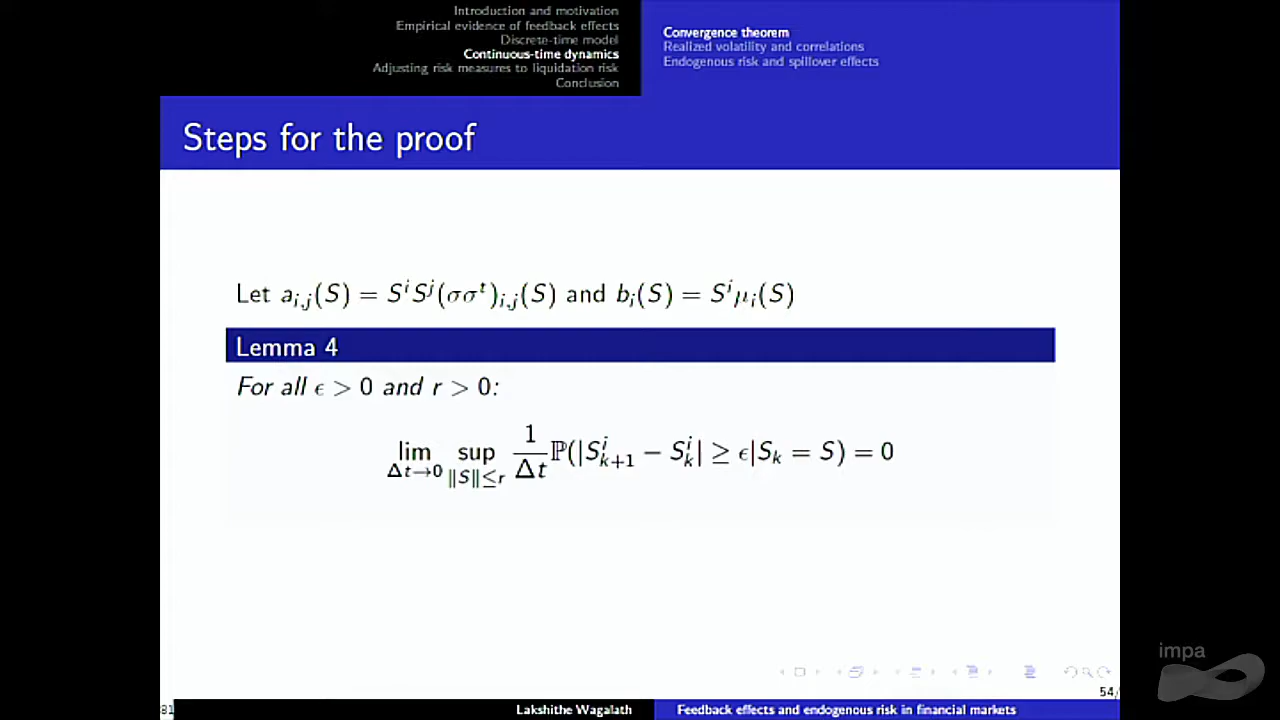 Introduction and motivation
Empirical evidence of feedback effects
Discrete-time model
Continuous-time dynamics
Adjusting risk measures to liquidation risk
Conclusion
Convergence theorem
Realized volatility and correlations
Endogenous risk and spillover effects
Steps for the proof
Let a_{i,j}(S) = S^i S^j (σσ^t)_{i,j}(S) and b_i(S) = S^i μ_i(S)
Lemma 4
For all ϵ > 0 and r > 0:
lim_{Δt→0} sup_{‖S‖≤r} \frac{1}{Δt} ℙ(|S^i_{k+1} − S^i_k| ≥ ϵ|S_k = S) = 0
impa
54/
81
Lakshithe Wagalath
Feedback effects and endogenous risk in financial markets